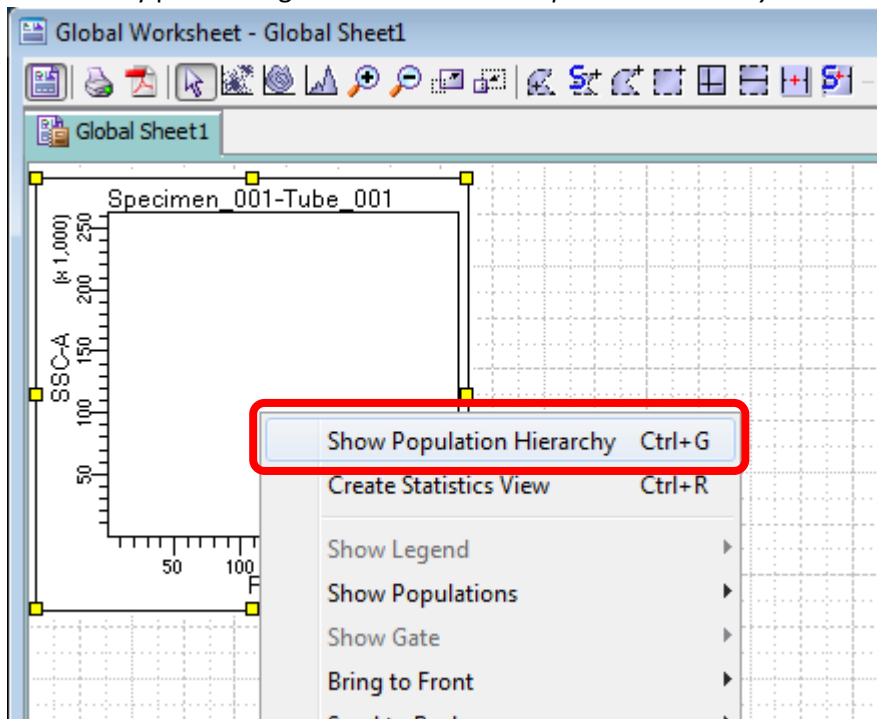 Global Worksheet - Global Sheet1
Global Sheet1
Specimen_001-Tube_001
(x 1,000)
250
200
150
100
50
SSC-A
50 100
F
Show Population Hierarchy Ctrl+G
Create Statistics View Ctrl+R
Show Legend
Show Populations
Show Gate
Bring to Front